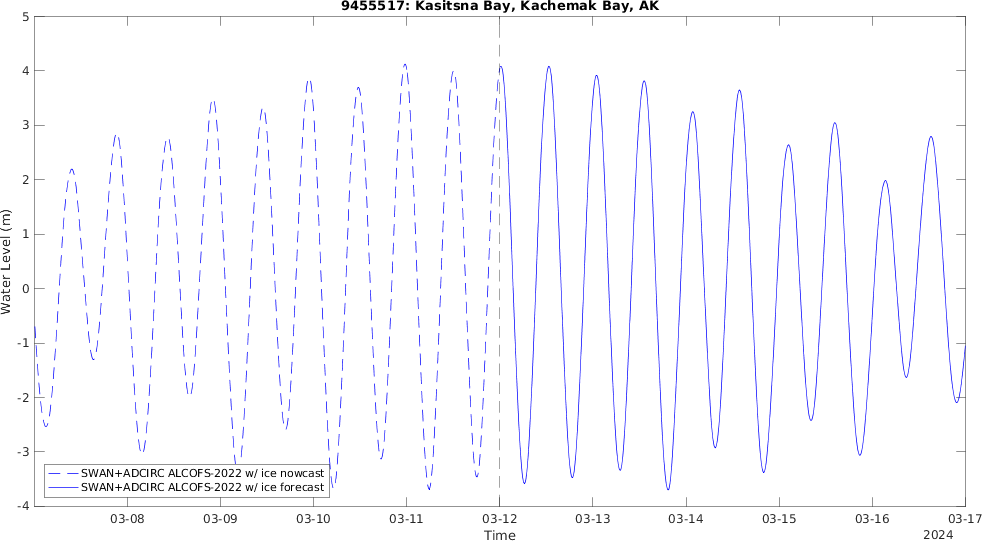 9455517: Kasitsna Bay, Kachemak Bay, AK
5
4
3
2
1
0
-1
-2
-3
-4
Water Level (m)
SWAN+ADCIRC ALCOFS-2022 w/ ice nowcast
SWAN+ADCIRC ALCOFS-2022 w/ ice forecast
03-08 03-09 03-10 03-11 03-12 03-13 03-14 03-15 03-16 03-17
Time
2024